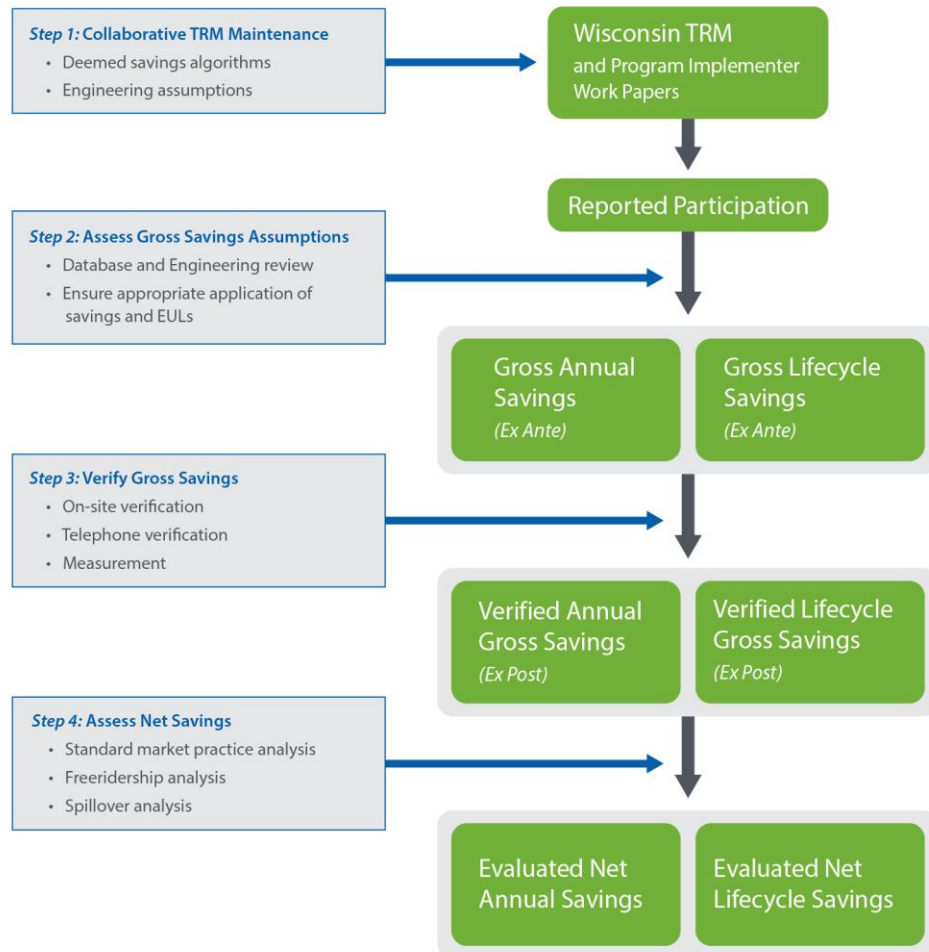 Step 1: Collaborative TRM Maintenance
• Deemed savings algorithms
• Engineering assumptions
Wisconsin TRM
and Program Implementer
Work Papers
Reported Participation
Step 2: Assess Gross Savings Assumptions
• Database and Engineering review
• Ensure appropriate application of
savings and EULs
Gross Annual
Savings
(Ex Ante)
Gross Lifecycle
Savings
(Ex Ante)
Step 3: Verify Gross Savings
• On-site verification
• Telephone verification
• Measurement
Verified Annual
Gross Savings
(Ex Post)
Verified Lifecycle
Gross Savings
(Ex Post)
Step 4: Assess Net Savings
• Standard market practice analysis
• Freeridership analysis
• Spillover analysis
Evaluated Net
Annual Savings
Evaluated Net
Lifecycle Savings